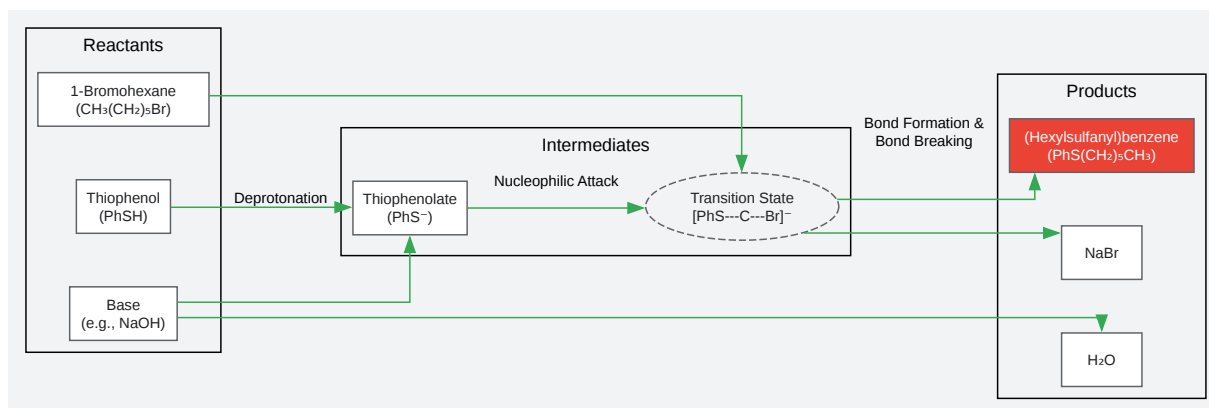 Reactants
1-Bromohexane
(CH₃(CH₂)₅Br)
Thiophenol
(PhSH)
Base
(e.g., NaOH)
Deprotonation
Intermediates
Thiophenolate
(PhS⁻)
Nucleophilic Attack
Transition State
[PhS---C---Br]⁻
Bond Formation &
Bond Breaking
Products
(Hexylsulfanyl)benzene
(PhS(CH₂)₅CH₃)
NaBr
H₂O